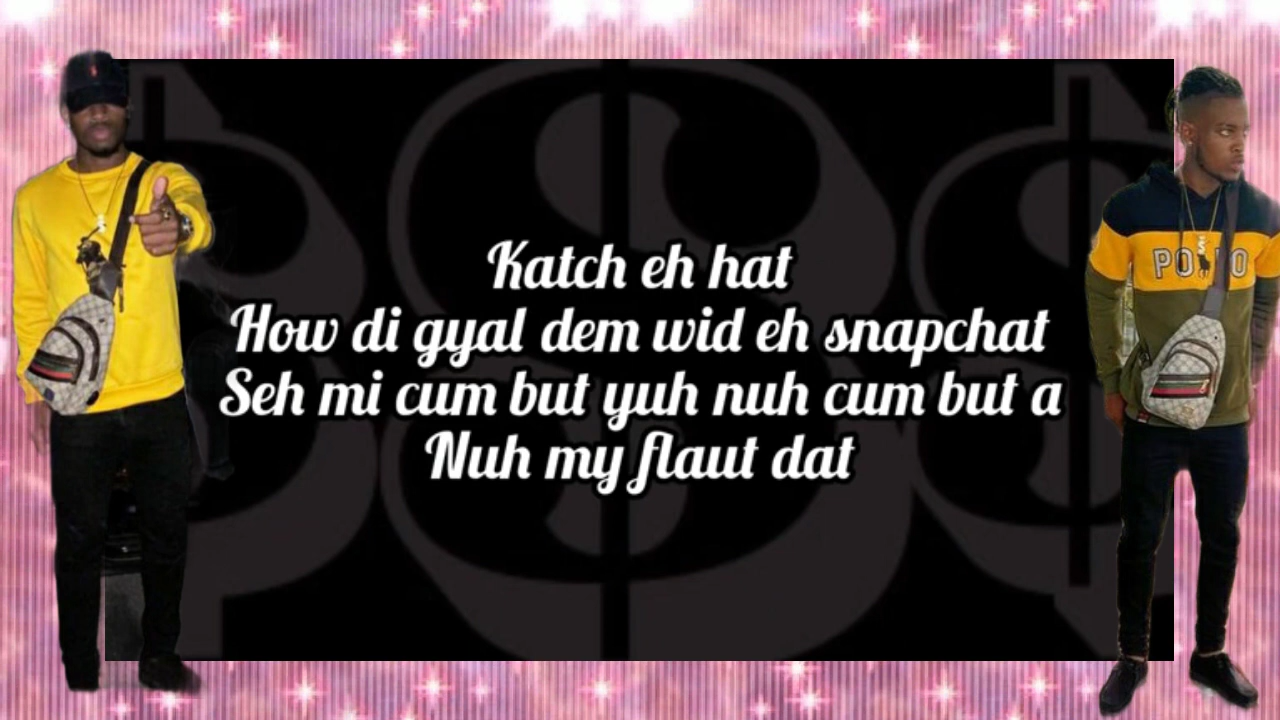 Katch eh hat
How di gyal dem wid eh snapchat
Seh mi cum but yuh nuh cum but a
Nuh my flaut dat